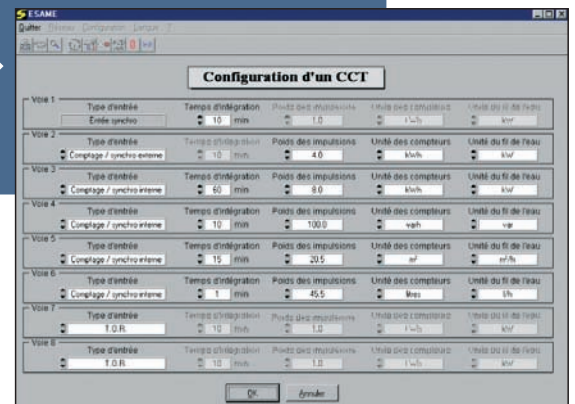 ESAME
Quitter Réseau Configuration Langue ?
Configuration d'un CCT
Voie 1
Type d'entrée Temps d'intégration Poids des impulsions Unité des compteurs Unité du fil de l'eau
Entrée synchro 10 min 1.0 kWh kW
Voie 2
Type d'entrée Temps d'intégration Poids des impulsions Unité des compteurs Unité du fil de l'eau
Comptage / synchro externe 10 min 4.0 kWh kW
Voie 3
Type d'entrée Temps d'intégration Poids des impulsions Unité des compteurs Unité du fil de l'eau
Comptage / synchro interne 60 min 8.0 kWh kW
Voie 4
Type d'entrée Temps d'intégration Poids des impulsions Unité des compteurs Unité du fil de l'eau
Comptage / synchro interne 10 min 100.0 varh var
Voie 5
Type d'entrée Temps d'intégration Poids des impulsions Unité des compteurs Unité du fil de l'eau
Comptage / synchro interne 15 min 20.5 m³ m³/h
Voie 6
Type d'entrée Temps d'intégration Poids des impulsions Unité des compteurs Unité du fil de l'eau
Comptage / synchro interne 1 min 45.5 litres l/h
Voie 7
Type d'entrée Temps d'intégration Poids des impulsions Unité des compteurs Unité du fil de l'eau
T.O.R. 10 min 1.0 kWh kW
Voie 8
Type d'entrée Temps d'intégration Poids des impulsions Unité des compteurs Unité du fil de l'eau
T.O.R. 10 min 1.0 kWh kW
OK Annuler